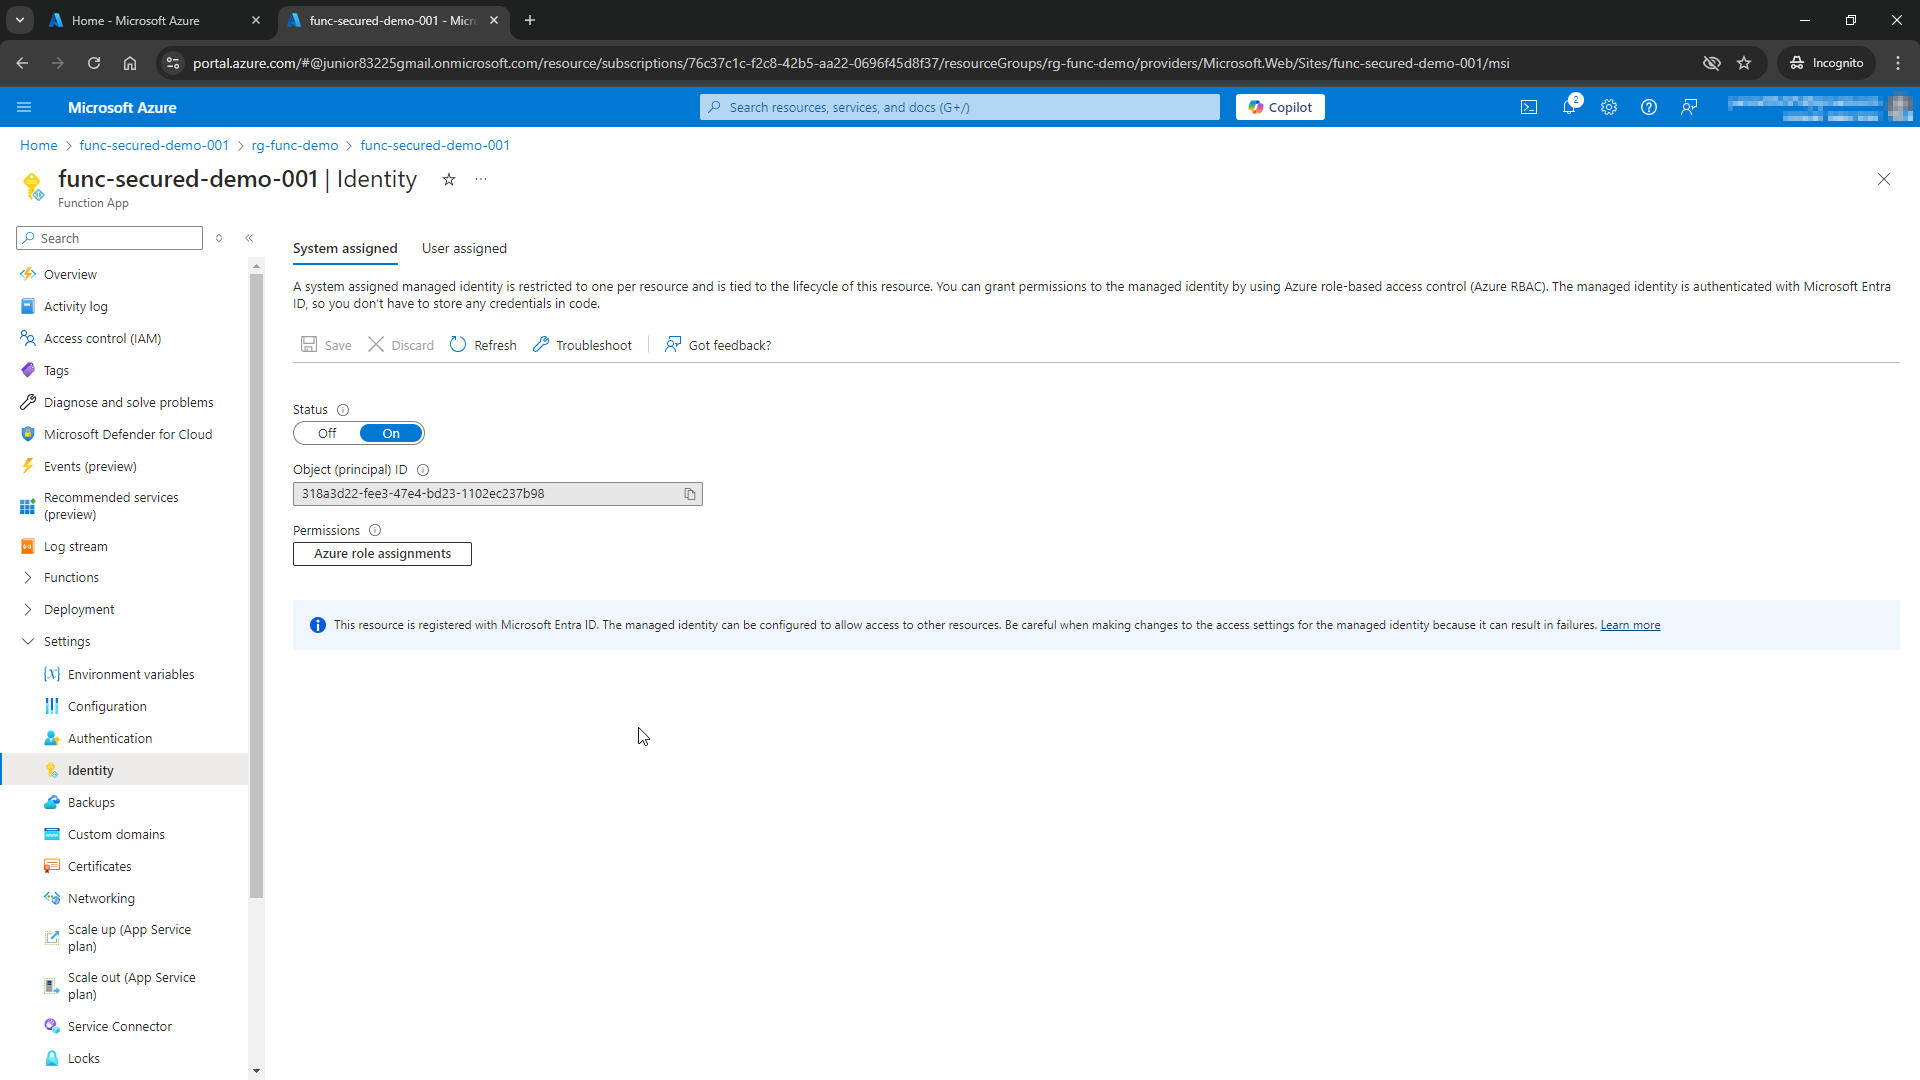 Home - Microsoft Azure
func-secured-demo-001 - Micr
portal.azure.com/#@junior83225gmail.onmicrosoft.com/resource/subscriptions/76c37c1c-f2c8-42b5-aa22-0696f45d8f37/resourceGroups/rg-func-demo/providers/Microsoft.Web/Sites/func-secured-demo-001/msi
Incognito
Microsoft Azure
Search resources, services, and docs (G+/)
Copilot
2
Home > func-secured-demo-001 > rg-func-demo > func-secured-demo-001
func-secured-demo-001 | Identity
Function App
Search
Overview
Activity log
Access control (IAM)
Tags
Diagnose and solve problems
Microsoft Defender for Cloud
Events (preview)
Recommended services
(preview)
Log stream
Functions
Deployment
Settings
Environment variables
Configuration
Authentication
Identity
Backups
Custom domains
Certificates
Networking
Scale up (App Service
plan)
Scale out (App Service
plan)
Service Connector
Locks
System assigned
User assigned
A system assigned managed identity is restricted to one per resource and is tied to the lifecycle of this resource. You can grant permissions to the managed identity by using Azure role-based access control (Azure RBAC). The managed identity is authenticated with Microsoft Entra
ID, so you don't have to store any credentials in code.
Save
Discard
Refresh
Troubleshoot
Got feedback?
Status
Off
On
Object (principal) ID
318a3d22-fee3-47e4-bd23-1102ec237b98
Permissions
Azure role assignments
This resource is registered with Microsoft Entra ID. The managed identity can be configured to allow access to other resources. Be careful when making changes to the access settings for the managed identity because it can result in failures. Learn more